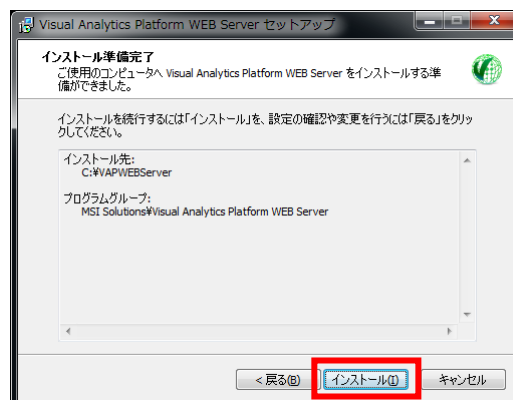 Visual Analytics Platform WEB Server セットアップ
インストール準備完了
ご使用のコンピュータへ Visual Analytics Platform WEB Server をインストールする準
備ができました。
インストールを続行するには「インストール」を、設定の確認や変更を行うには「戻る」をクリッ
クしてください。
インストール先:
C:¥VAPWEBServer
プログラムグループ:
MSI Solutions¥Visual Analytics Platform WEB Server
< 戻る(B)
インストール(I)
キャンセル